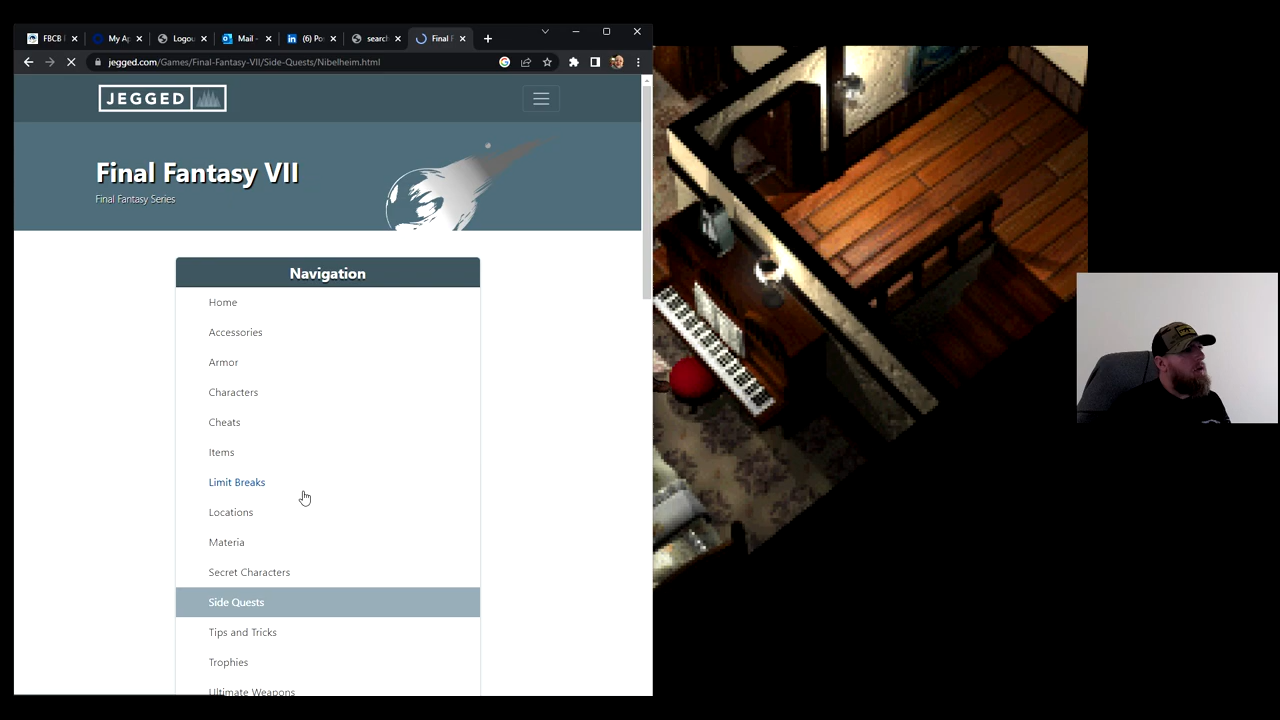 FBCB
My Ap
Logou
Mail -
(6) Po
searc
Final F
jegged.com/Games/Final-Fantasy-VII/Side-Quests/Nibelheim.html
JEGGED
Final Fantasy VII
Final Fantasy Series
Navigation
Home
Accessories
Armor
Characters
Cheats
Items
Limit Breaks
Locations
Materia
Secret Characters
Side Quests
Tips and Tricks
Trophies
Ultimate Weapons